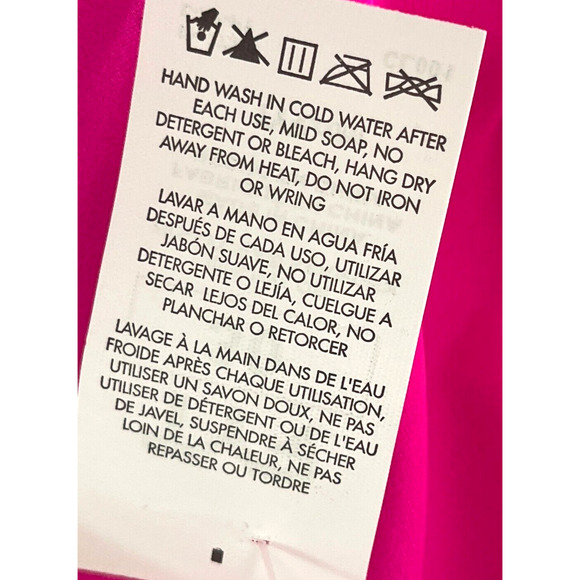 HAND WASH IN COLD WATER AFTER
EACH USE, MILD SOAP, NO
DETERGENT OR BLEACH, HANG DRY
AWAY FROM HEAT, DO NOT IRON
OR WRING
LAVAR A MANO EN AGUA FRÍA
DESPUÉS DE CADA USO, UTILIZAR
JABÓN SUAVE, NO UTILIZAR
DETERGENTE O LEJÍA, CUELGUE A
SECAR LEJOS DEL CALOR, NO
PLANCHAR O RETORCER
LAVAGE À LA MAIN DANS DE L'EAU
FROIDE APRÈS CHAQUE UTILISATION,
UTILISER UN SAVON DOUX, NE PAS
UTILISER DE DÉTERGENT OU DE L'EAU
DE JAVEL, SUSPENDRE À SÉCHER
LOIN DE LA CHALEUR, NE PAS
REPASSER OU TORDRE